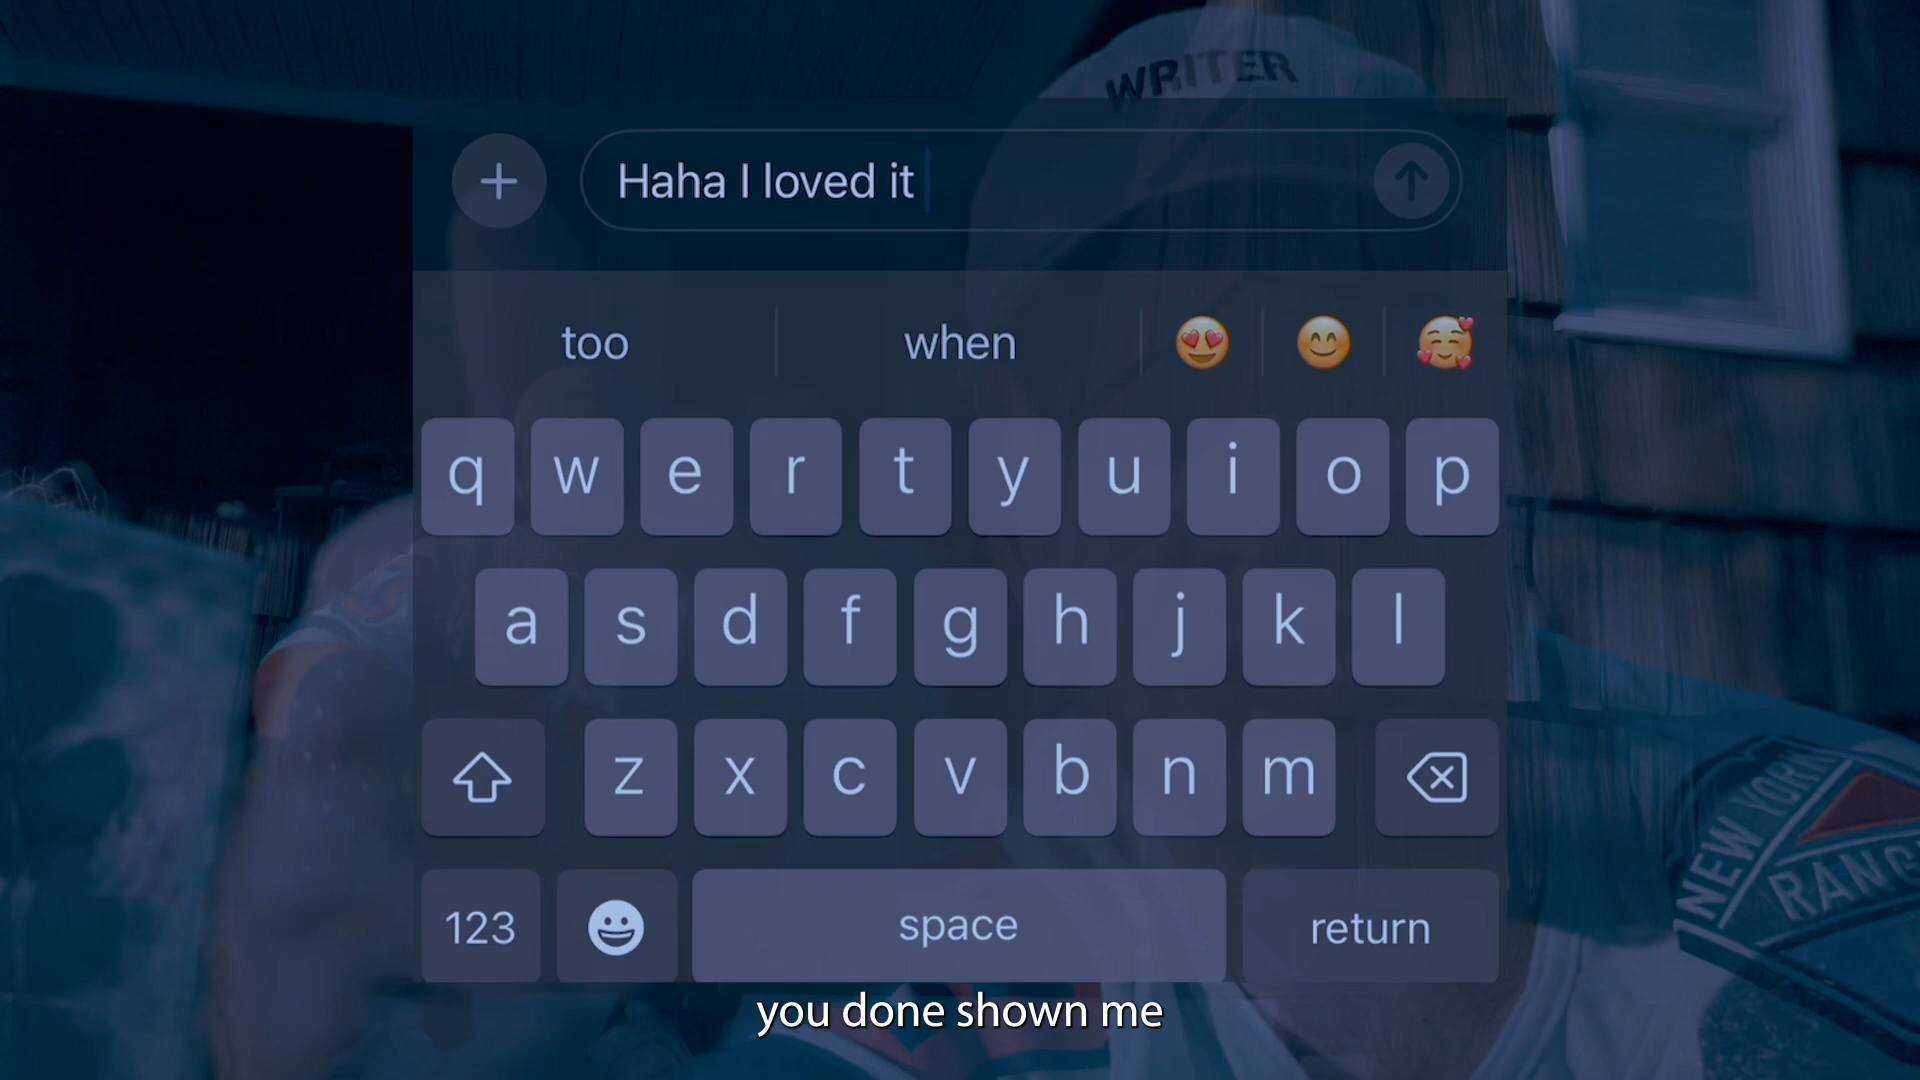 WRITER
Haha I loved it
too when 😍 😊 🥰
q w e r t y u i o p
a s d f g h j k l
z x c v b n m
123 space return
NEW YORK
RANG
you done shown me